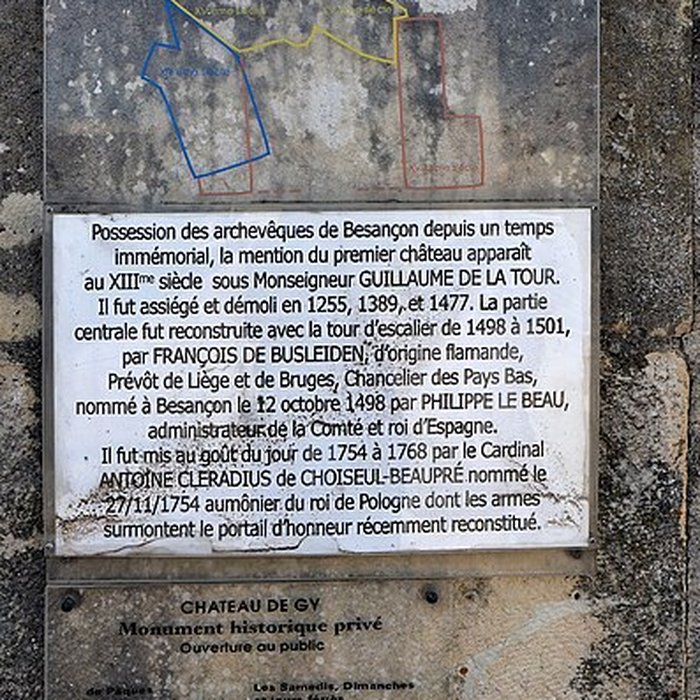 Possession des archevêques de Besançon depuis un temps
immémorial, la mention du premier château apparaît
au XIIIme siècle sous Monseigneur GUILLAUME DE LA TOUR.
Il fut assiégé et démoli en 1255, 1389, et 1477. La partie
centrale fut reconstruite avec la tour d'escalier de 1498 à 1501,
par FRANÇOIS DE BUSLEIDEN, d'origine flamande,
Prévôt de Liège et de Bruges, Chancelier des Pays Bas,
nommé à Besançon le 12 octobre 1498 par PHILIPPE LE BEAU,
administrateur de la Comté et roi d'Espagne.
Il fut mis au goût du jour de 1754 à 1768 par le Cardinal
ANTOINE CLERADIUS de CHOISEUL-BEAUPRÉ nommé le
27/11/1754 aumônier du roi de Pologne dont les armes
surmontent le portail d'honneur récemment reconstitué.
CHATEAU DE GY
Monument historique privé
Ouverture au public
de Pâques
Les Samedis, Dimanches
et jours fériés